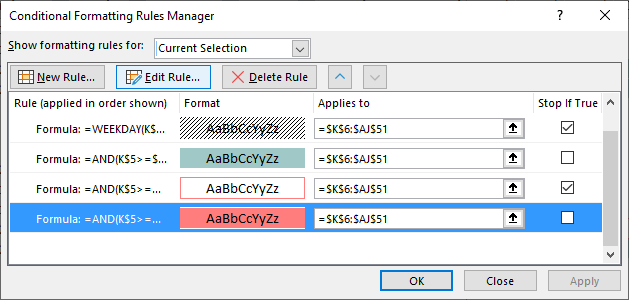 Conditional Formatting Rules Manager
Show formatting rules for: Current Selection
New Rule... Edit Rule... Delete Rule
Rule (applied in order shown) Format Applies to Stop If True
Formula: =WEEKDAY(K$... AaBbCcYyZz =$K$6:$AJ$51
Formula: =AND(K$5>=$... AaBbCcYyZz =$K$6:$AJ$51
Formula: =AND(K$5>=... AaBbCcYyZz =$K$6:$AJ$51
Formula: =AND(K$5>=... AaBbCcYyZz =$K$6:$AJ$51
OK Close Apply